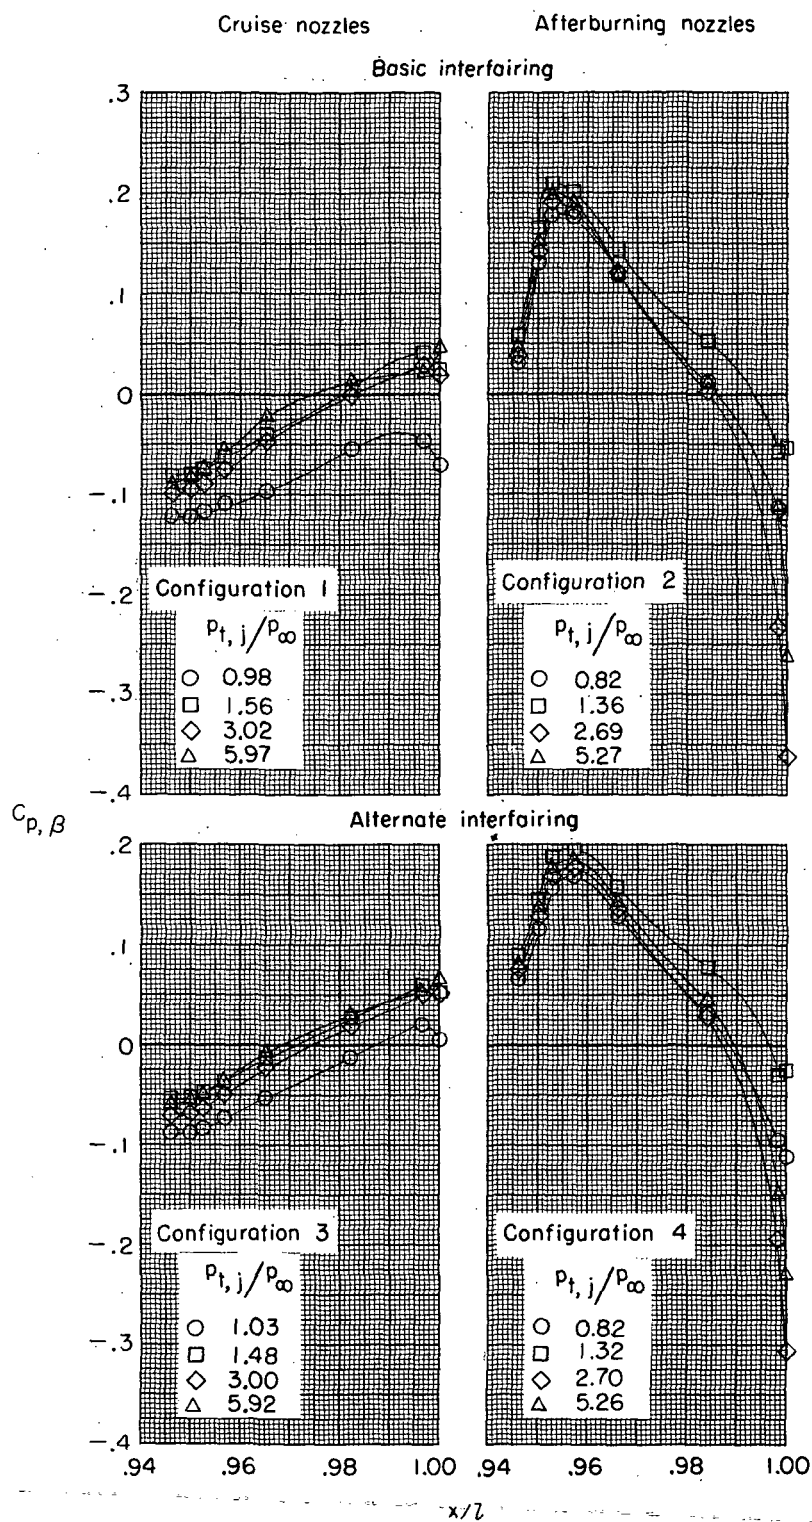 Cruise nozzles Afterburning nozzles
Basic interfairing
.3
.2
.1
0
-.1
-.2
-.3
-.4
Configuration 1
p_t,j/p_∞
0.98
1.56
3.02
5.97
Configuration 2
p_t,j/p_∞
0.82
1.36
2.69
5.27
C_p,β
Alternate interfairing
.2
.1
0
-.1
-.2
-.3
-.4
Configuration 3
p_t,j/p_∞
1.03
1.48
3.00
5.92
Configuration 4
p_t,j/p_∞
0.82
1.32
2.70
5.26
.94 .96 .98 1.00 .94 .96 .98 1.00
x/l